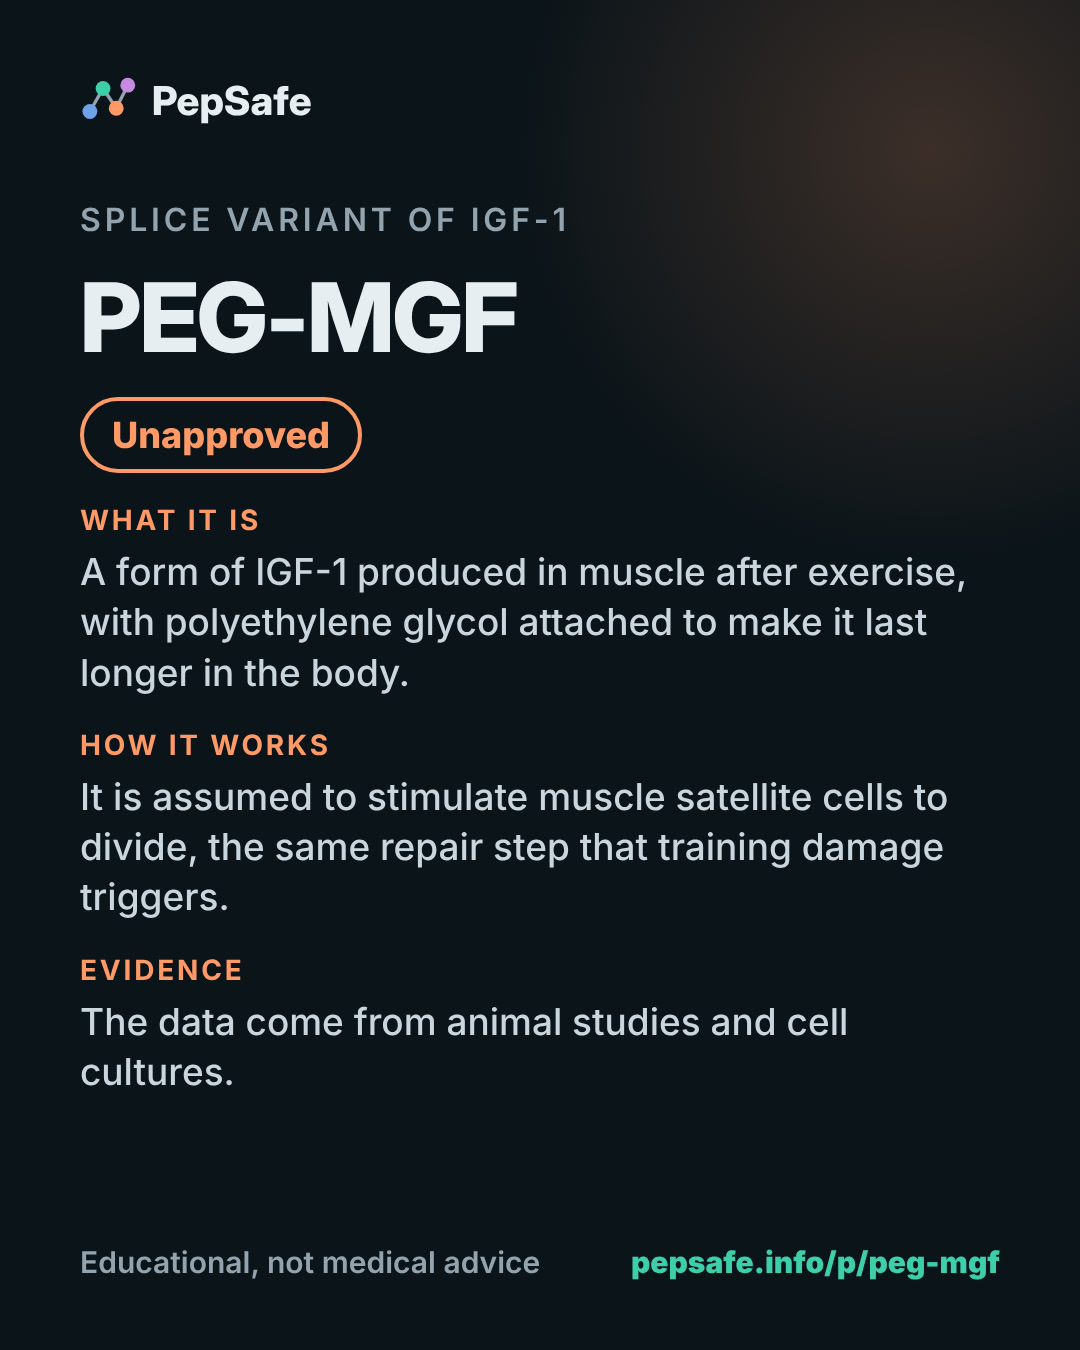 PepSafe
SPLICE VARIANT OF IGF-1
PEG-MGF
Unapproved
WHAT IT IS
A form of IGF-1 produced in muscle after exercise,
with polyethylene glycol attached to make it last
longer in the body.
HOW IT WORKS
It is assumed to stimulate muscle satellite cells to
divide, the same repair step that training damage
triggers.
EVIDENCE
The data come from animal studies and cell
cultures.
Educational, not medical advice
pepsafe.info/p/peg-mgf